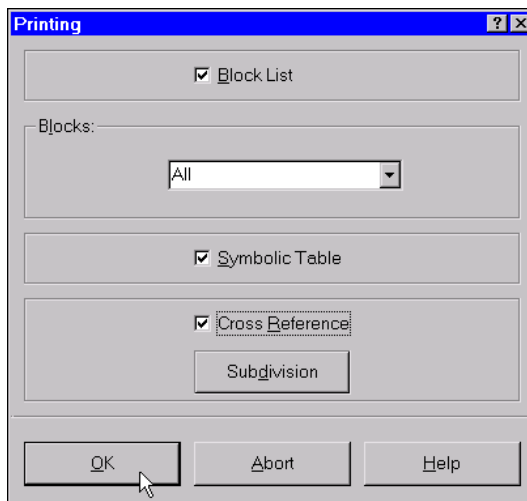 Printing
Block List
Blocks:
All
Symbolic Table
Cross Reference
Subdivision
OK
Abort
Help